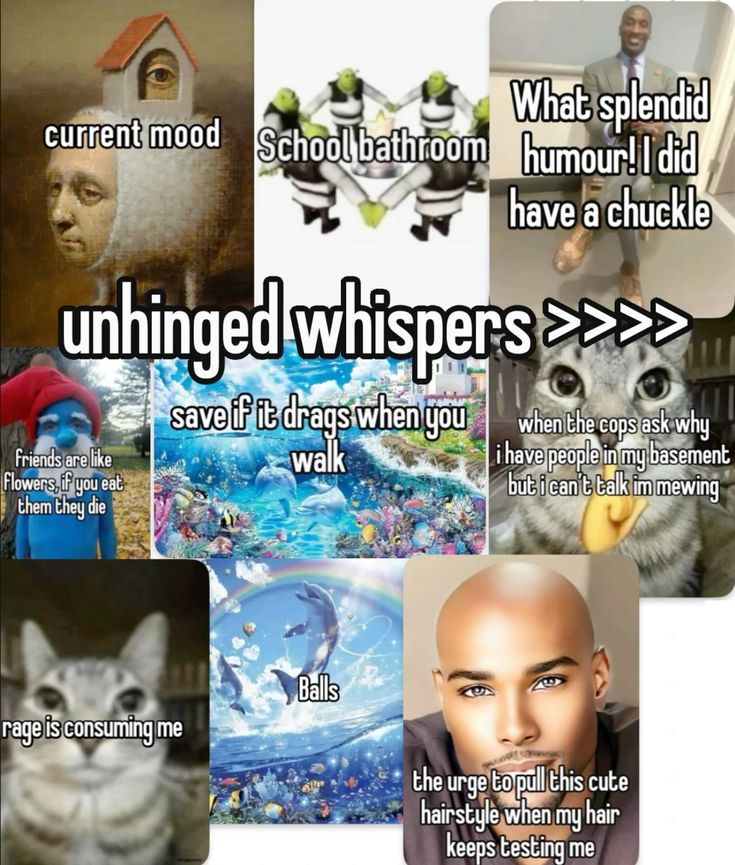 current mood
School bathroom
What splendid
humour! I did
have a chuckle
unhinged whispers >>>>
friends are like
flowers, if you eat
them they die
save if it drags when you
walk
when the cops ask why
i have people in my basement
but i can't talk im mewing
rage is consuming me
Balls
the urge to pull this cute
hairstyle when my hair
keeps testing me